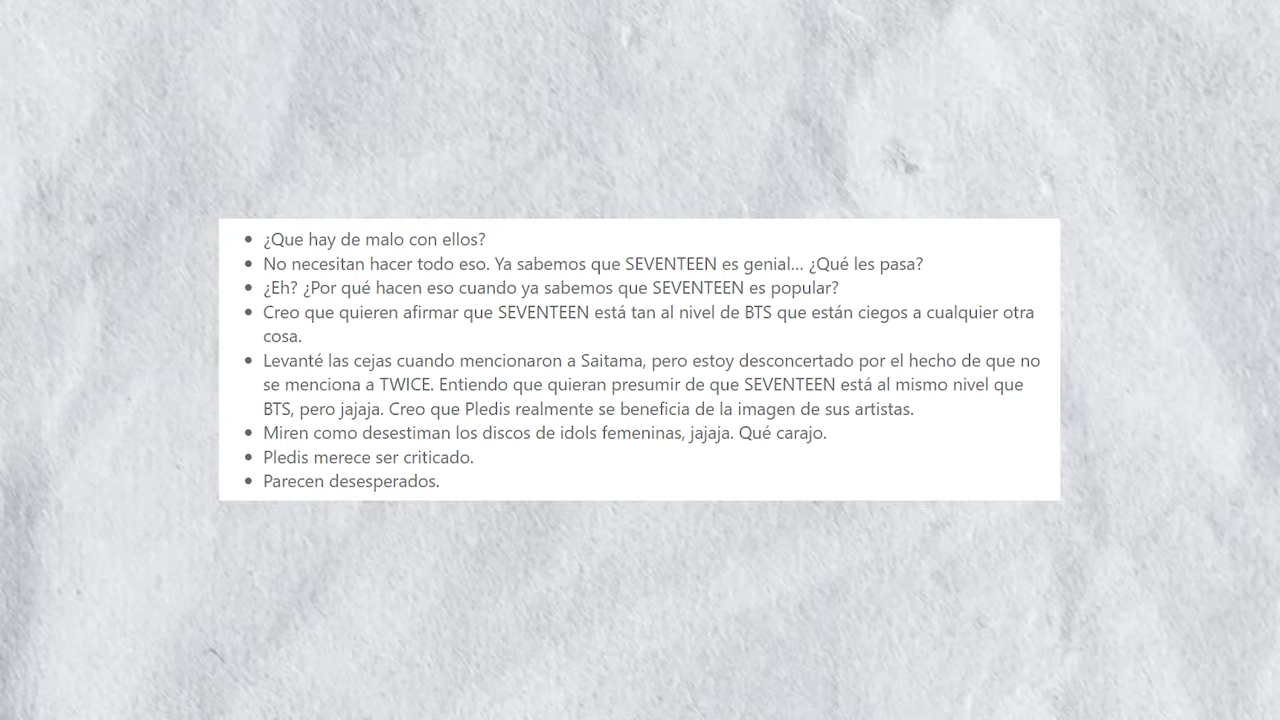 • ¿Que hay de malo con ellos?
• No necesitan hacer todo eso. Ya sabemos que SEVENTEEN es genial... ¿Qué les pasa?
• ¿Eh? ¿Por qué hacen eso cuando ya sabemos que SEVENTEEN es popular?
• Creo que quieren afirmar que SEVENTEEN está tan al nivel de BTS que están ciegos a cualquier otra
cosa.
• Levanté las cejas cuando mencionaron a Saitama, pero estoy desconcertado por el hecho de que no
se menciona a TWICE. Entiendo que quieran presumir de que SEVENTEEN está al mismo nivel que
BTS, pero jajaja. Creo que Pledis realmente se beneficia de la imagen de sus artistas.
• Miren como desestiman los discos de idols femeninas, jajaja. Qué carajo.
• Pledis merece ser criticado.
• Parecen desesperados.